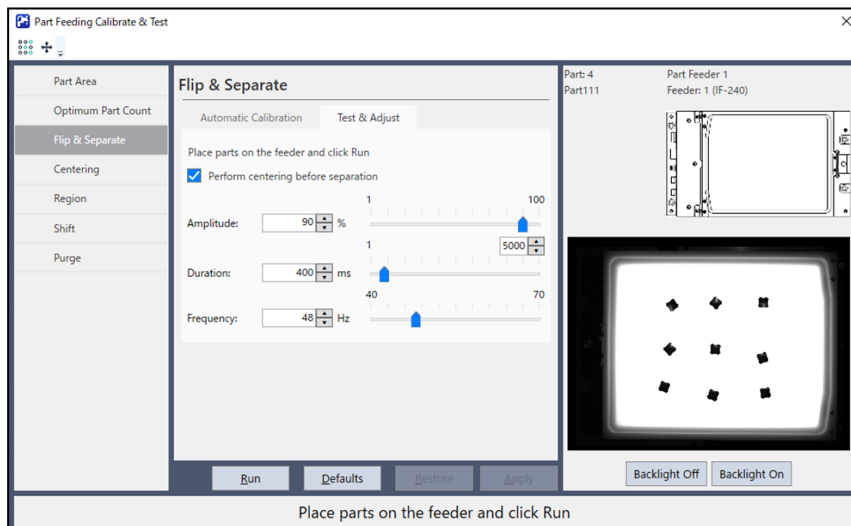 Part Feeding Calibrate & Test
Part Area
Optimum Part Count
Flip & Separate
Centering
Region
Shift
Purge
Flip & Separate
Automatic Calibration
Test & Adjust
Place parts on the feeder and click Run
Perform centering before separation
1 100
Amplitude: 90 %
1 5000
Duration: 400 ms
40 70
Frequency: 48 Hz
Run
Defaults
Restore
Apply
Part: 4 Part Feeder 1
Part111 Feeder: 1 (IF-240)
Backlight Off
Backlight On
Place parts on the feeder and click Run